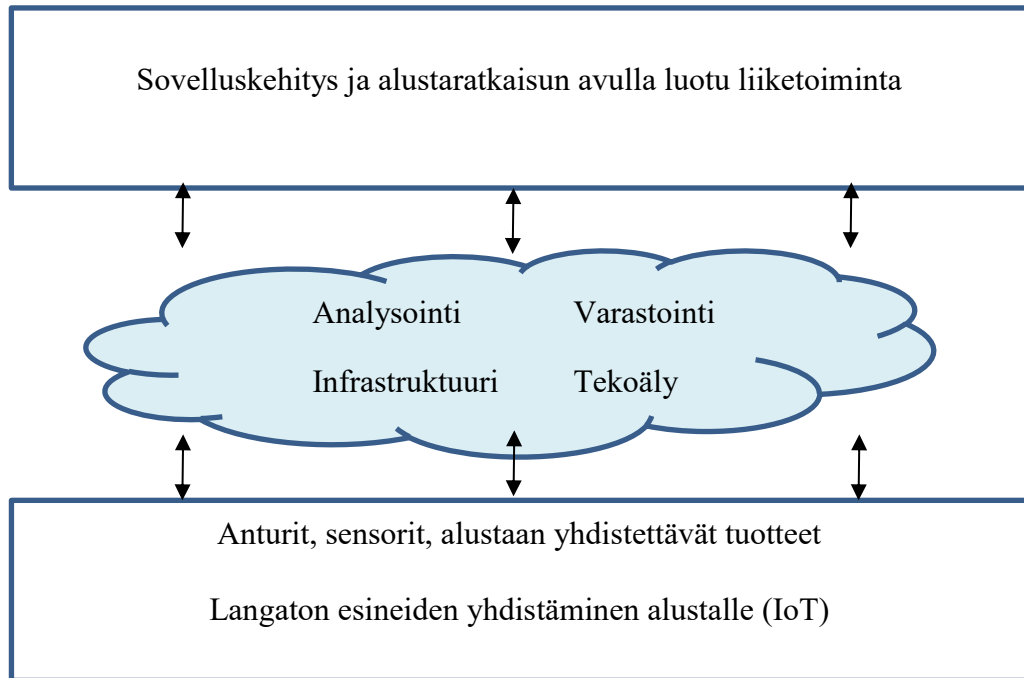 Sovelluskehitys ja alustaratkaisun avulla luotu liiketoiminta
Analysointi Varastointi
Infrastruktuuri Tekoäly
Anturit, sensorit, alustaan yhdistettävät tuotteet
Langaton esineiden yhdistäminen alustalle (IoT)